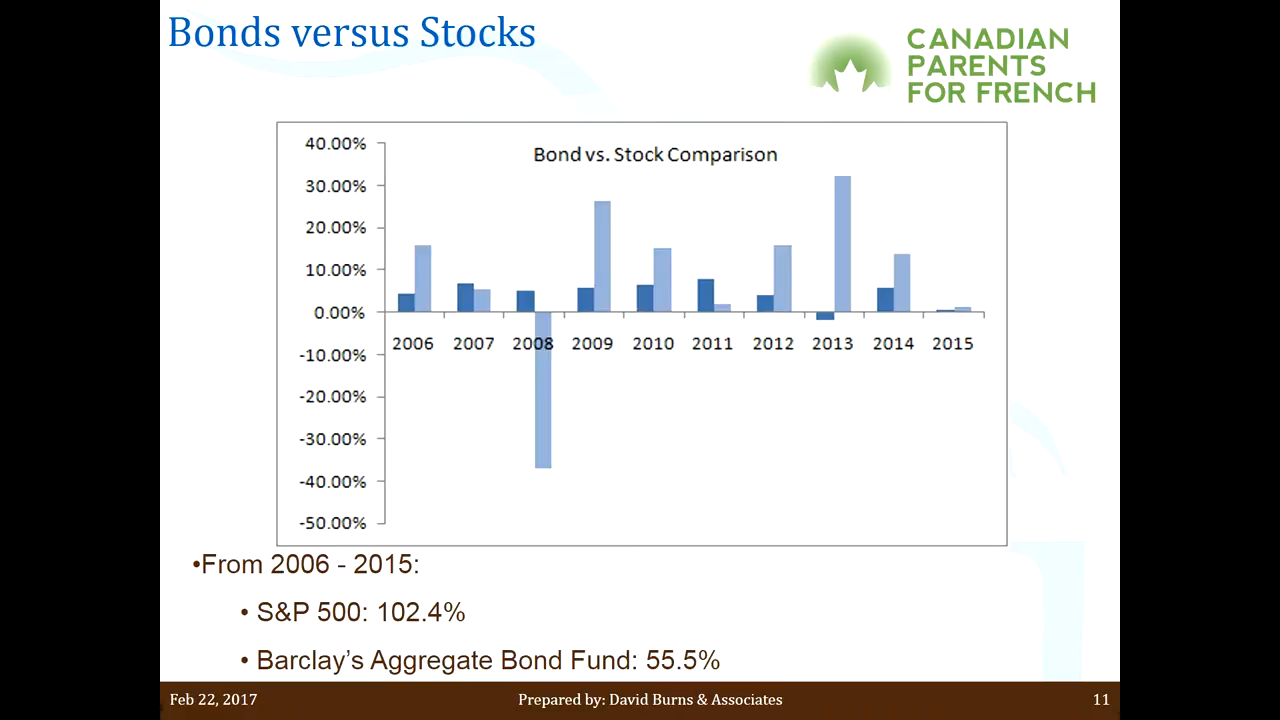 Bonds versus Stocks
CANADIAN
PARENTS
FOR FRENCH
Bond vs. Stock Comparison
40.00%
30.00%
20.00%
10.00%
0.00%
-10.00%
-20.00%
-30.00%
-40.00%
-50.00%
2006 2007 2008 2009 2010 2011 2012 2013 2014 2015
•From 2006 - 2015:
• S&P 500: 102.4%
• Barclay’s Aggregate Bond Fund: 55.5%
Feb 22, 2017 Prepared by: David Burns & Associates 11